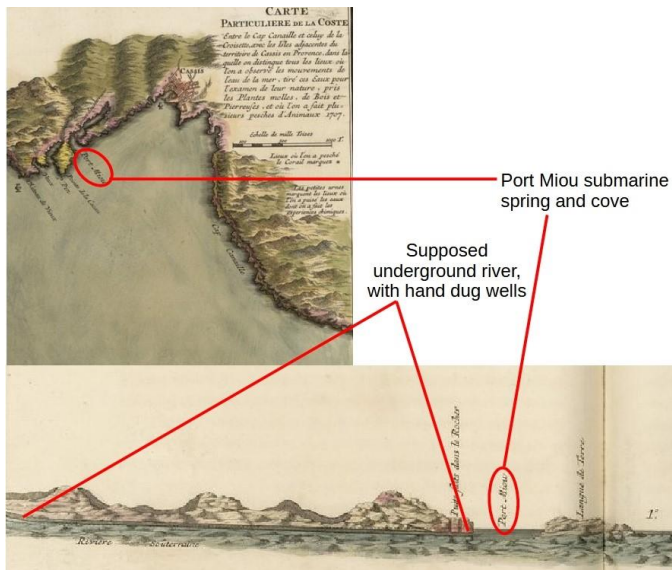 CARTE
PARTICULIERE DE LA COSTE
Entre le Cap Canaille et celuy de la
Croisette, avec les Isles adjacentes du
territoire de Cassis en Provence, dans la
quelle on distingue tous les lieux où
l'on a observé les mouvements de
l'eau de la mer, tiré ces Eaux pour
l'examen de leur nature, pris
les Plantes molles, de Bois et
Pierreuses, et où l'on a fait plu-
sieurs pesches d'Animaux 1707.
CASSIS
Echelle de mille Toises
Lieux où l'on a pesché
le Corail marquez
Les petites urnes
marquent les lieux où
l'on a puisé les eaux
dont on a fait les
experiences chimiques.
Port Miou
Cap Canaille
Port Miou submarine
spring and cove
Supposed
underground river,
with hand dug wells
Puits faits dans le Rocher
Port Miou
Langue de Terre
1º
Riviere Souterraine